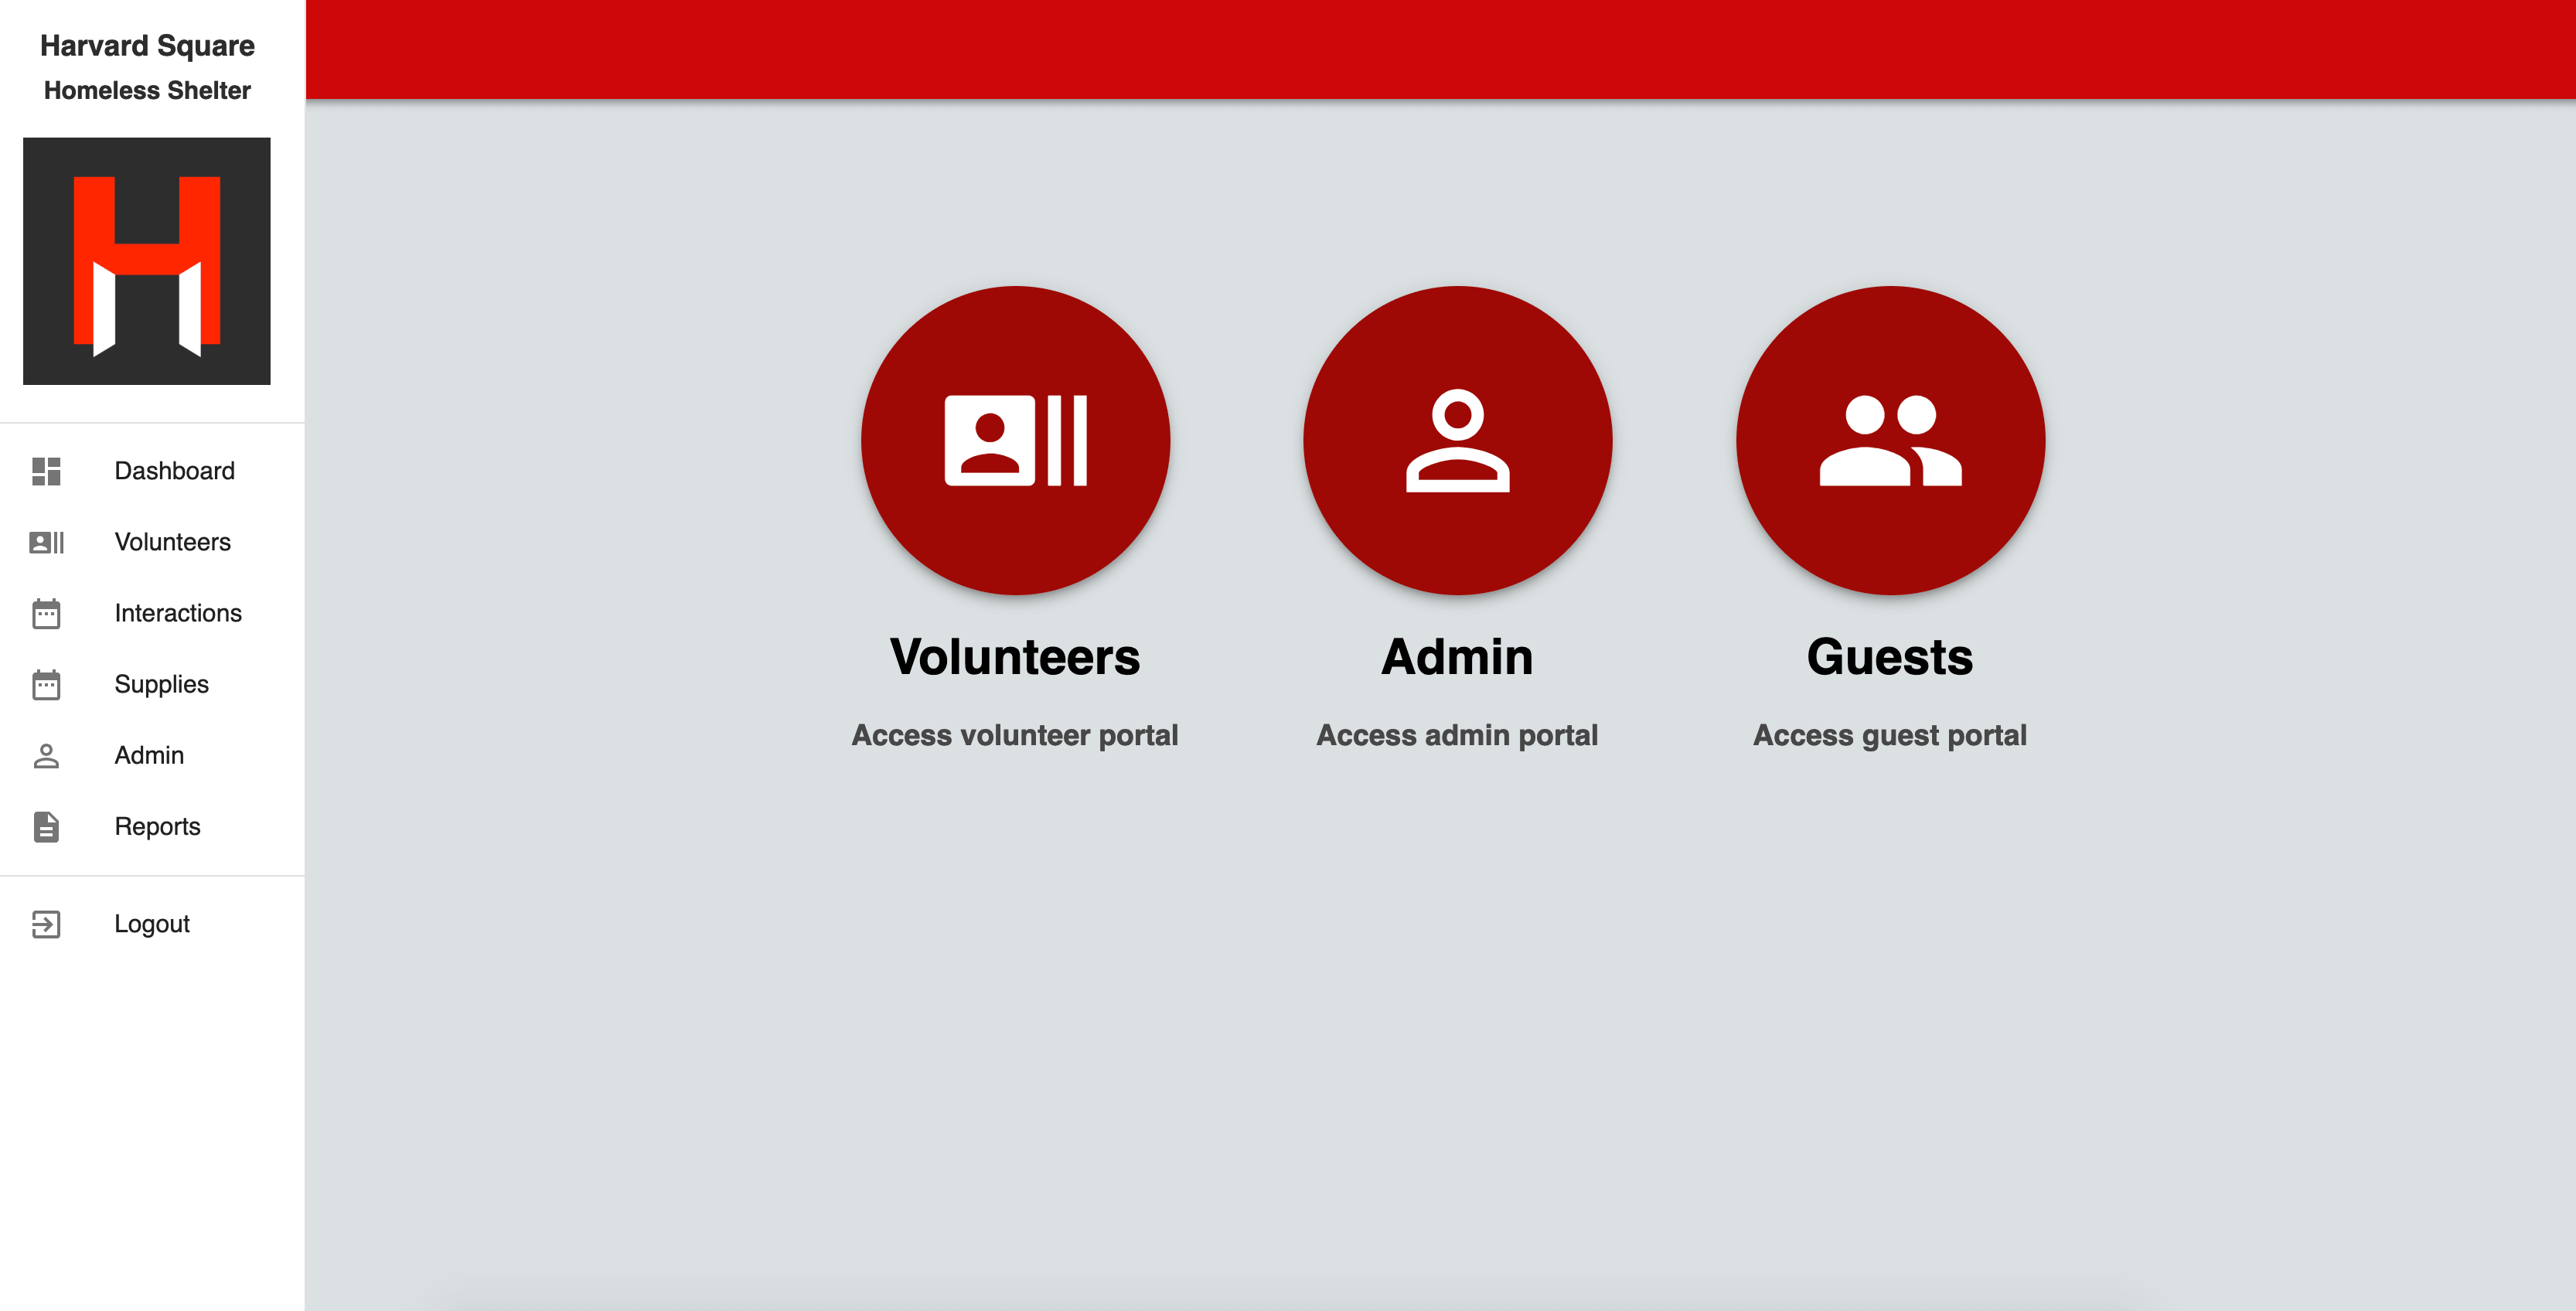 Harvard Square
Homeless Shelter
Dashboard
Volunteers
Interactions
Supplies
Admin
Reports
Logout
Volunteers
Access volunteer portal
Admin
Access admin portal
Guests
Access guest portal